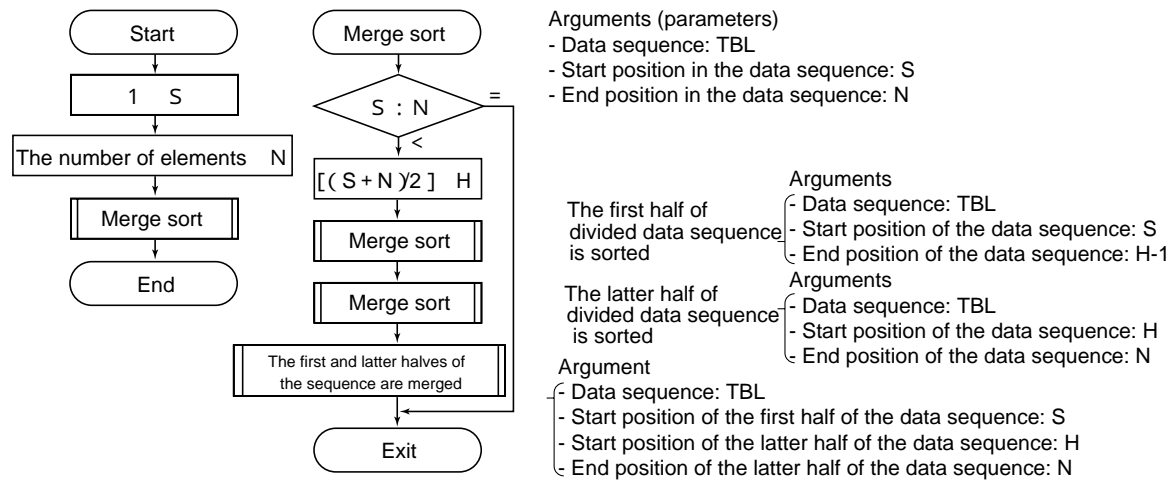 Start
1 S
The number of elements N
Merge sort
End
Merge sort
S : N
=
<
[(S+N)/2] H
Merge sort
Merge sort
The first and latter halves of
the sequence are merged
Exit
Arguments (parameters)
- Data sequence: TBL
- Start position in the data sequence: S
- End position in the data sequence: N
The first half of
divided data sequence
is sorted
Arguments
- Data sequence: TBL
- Start position of the data sequence: S
- End position of the data sequence: H-1
The latter half of
divided data sequence
is sorted
Arguments
- Data sequence: TBL
- Start position of the data sequence: H
- End position of the data sequence: N
Argument
- Data sequence: TBL
- Start position of the first half of the data sequence: S
- Start position of the latter half of the data sequence: H
- End position of the latter half of the data sequence: N